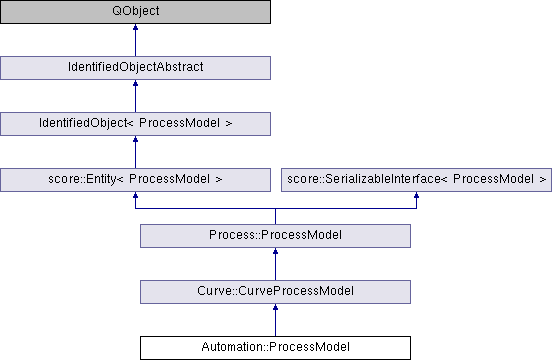 QObject
IdentifiedObjectAbstract
IdentifiedObject< ProcessModel >
score::Entity< ProcessModel >
score::SerializableInterface< ProcessModel >
Process::ProcessModel
Curve::CurveProcessModel
Automation::ProcessModel